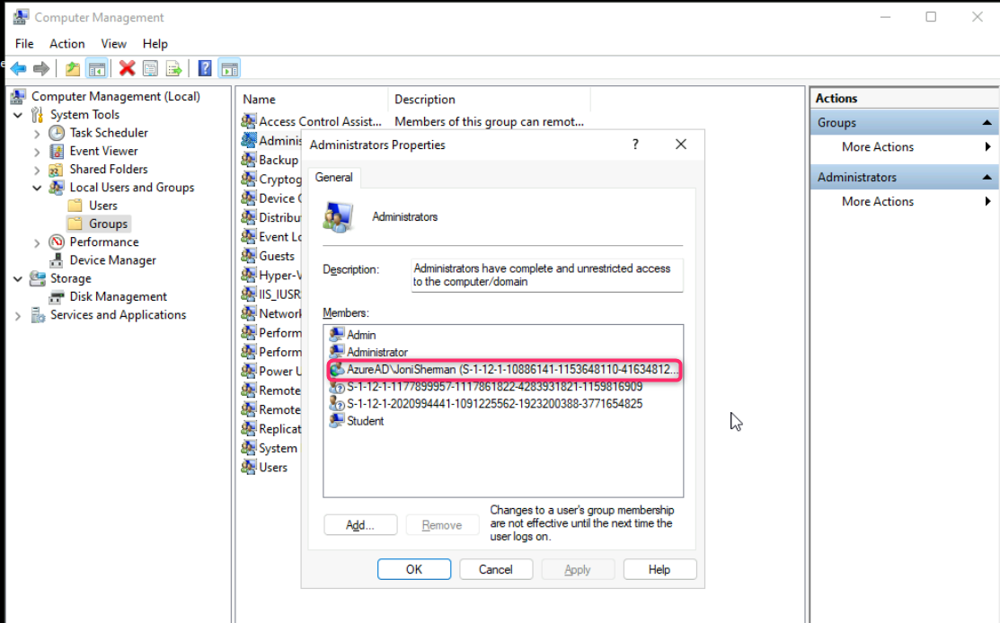 Computer Management
File Action View Help
Computer Management (Local)
System Tools
Task Scheduler
Event Viewer
Shared Folders
Local Users and Groups
Users
Groups
Performance
Device Manager
Storage
Disk Management
Services and Applications
Name Description
Access Control Assist... Members of this group can remot...
Adminis
Backup
Cryptog
Device
Distribu
Event Lo
Guests
Hyper-V
IIS_IUSR
Network
Perform
Perform
Power U
Remote
Remote
Replicat
System
Users
Administrators Properties ?
General
Administrators
Description: Administrators have complete and unrestricted access
to the computer/domain
Members:
Admin
Administrator
AzureAD\JoniSherman (S-1-12-1-10886141-1153648110-41634812...
S-1-12-1-1177899957-1117861822-4283931821-1159816909
S-1-12-1-2020994441-1091225562-1923200388-3771654825
Student
Changes to a user's group membership
are not effective until the next time the
user logs on.
Add... Remove
OK Cancel Apply Help
Actions
Groups
More Actions
Administrators
More Actions